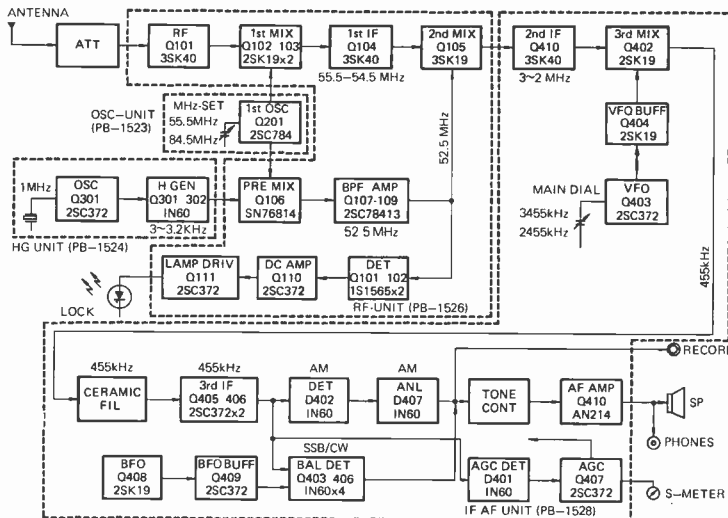 ANTENNA
ATT
RF
Q101
3SK40
1st MIX
Q102 103
2SK19x2
1st IF
Q104
3SK40
55.5–54.5 MHz
2nd MIX
Q105
3SK19
2nd IF
Q410
3SK40
3~2 MHz
3rd MIX
Q402
2SK19
OSC-UNIT
(PB-1523)
MHz-SET
55.5MHz
84.5MHz
1st OSC
Q201
2SC784
52.5 MHz
VFQ BUFF
Q404
2SK19
1MHz
OSC
Q301
2SC372
H GEN
Q301 302
IN60
3~3.2KHz
HG UNIT (PB-1524)
PRE MIX
Q106
SN76814
BPF AMP
Q107-109
2SC78413
52 5 MHz
MAIN DIAL
3455kHz
2455kHz
VFO
Q403
2SC372
LAMP DRIV
Q111
2SC372
DC AMP
Q110
2SC372
DET
Q101 102
1S1565x2
RF-UNIT (PB-1526)
LOCK
455kHz
RECORD
455kHz
CERAMIC
FIL
455kHz
3rd IF
Q405 406
2SC372x2
AM
DET
D402
IN60
AM
ANL
D407
IN60
TONE
CONT
AF AMP
Q410
AN214
SP
PHONES
BFO
Q408
2SK19
BFO BUFF
Q409
2SC372
SSB/CW
BAL DET
Q403 406
IN60x4
AGC DET
D401
IN60
AGC
Q407
2SC372
S-METER
IF AF UNIT (PB-1528)